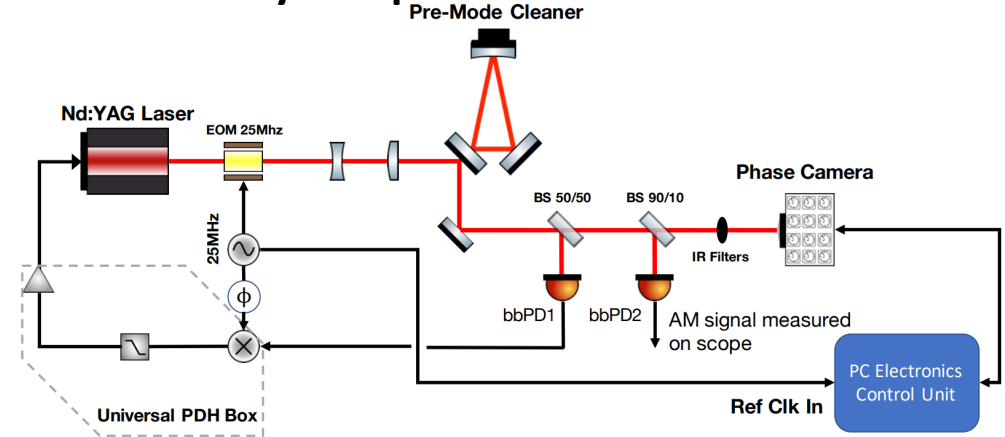 Pre-Mode Cleaner
Nd:YAG Laser
EOM 25Mhz
Phase Camera
BS 50/50
BS 90/10
25MHz
IR Filters
ϕ
bbPD1
bbPD2
AM signal measured
on scope
PC Electronics
Control Unit
Universal PDH Box
Ref Clk In